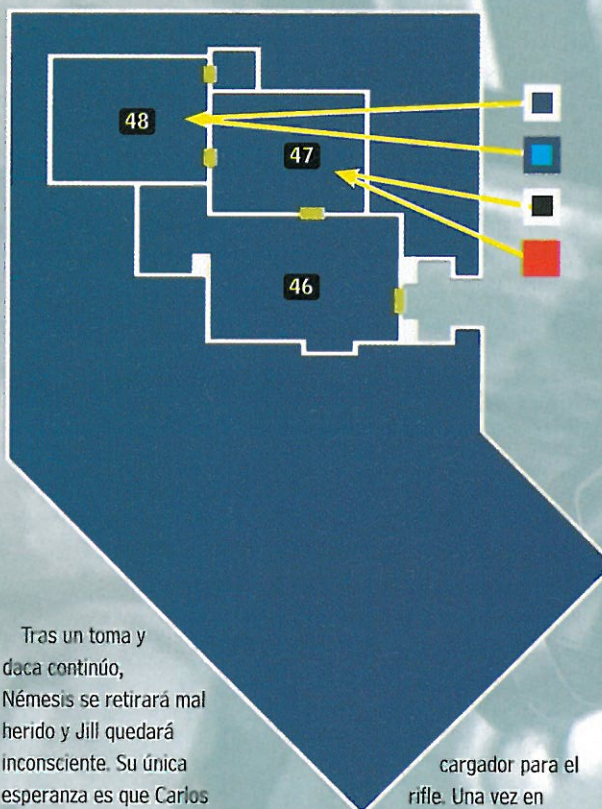 48
47
46
Tras un toma y
daca continúo,
Némesis se retirará mal
herido y Jill quedará
inconsciente. Su única
esperanza es que Carlos
cargador para el
rifle. Una vez en